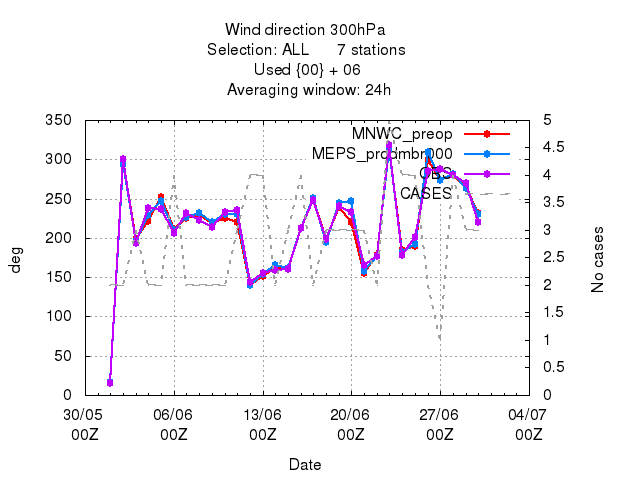 Wind direction 300hPa
Selection: ALL 7 stations
Used {00} + 06
Averaging window: 24h
MNWC_preop
MEPS_prodmbr000
OBS
CASES
deg
No cases
350
300
250
200
150
100
50
0
5
4.5
4
3.5
3
2.5
2
1.5
1
0.5
0
30/05 06/06 13/06 20/06 27/06 04/07
00Z 00Z 00Z 00Z 00Z 00Z
Date